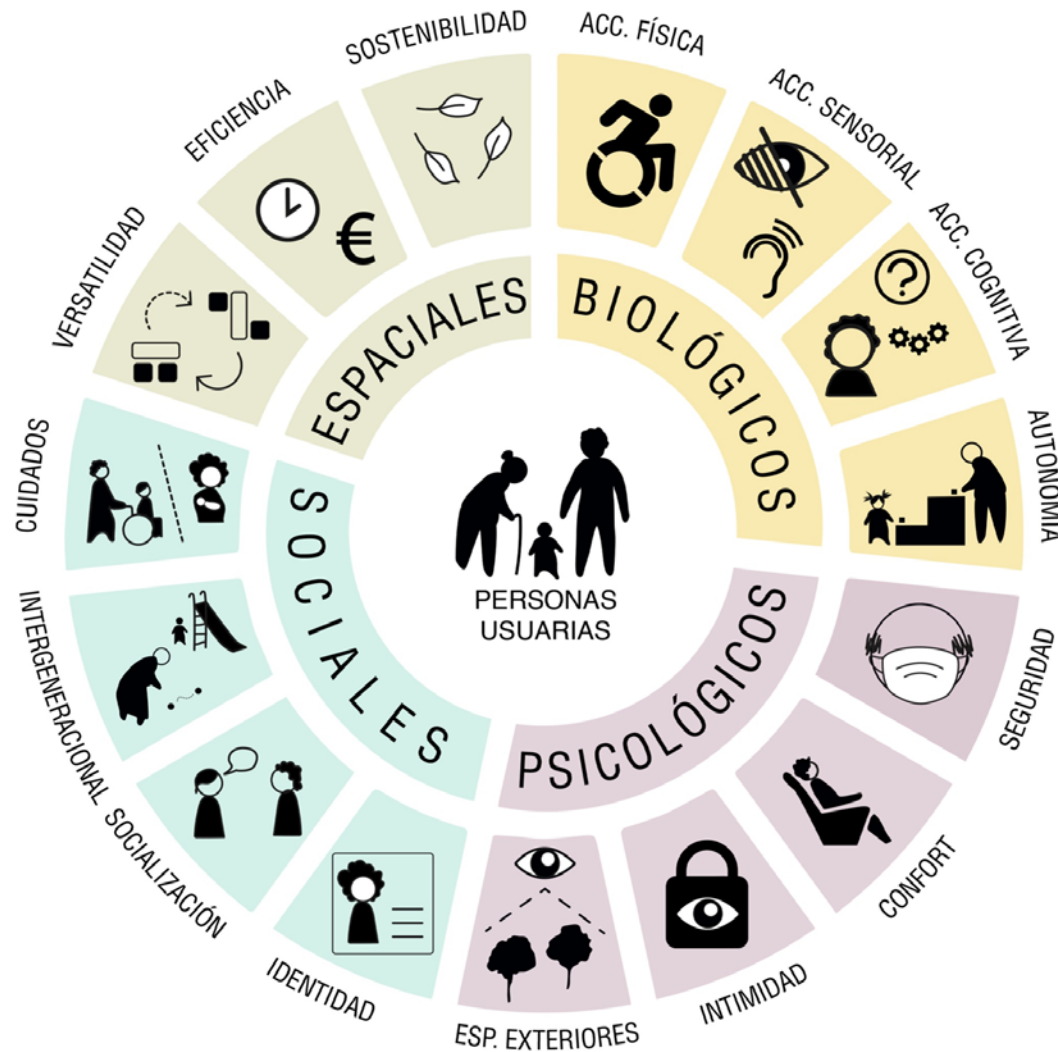 SOSTENIBILIDAD
ACC. FÍSICA
ACC. SENSORIAL
ACC. COGNITIVA
AUTONOMÍA
SEGURIDAD
CONFORT
INTIMIDAD
ESP. EXTERIORES
IDENTIDAD
SOCIALIZACIÓN
INTERGENERACIONAL
CUIDADOS
VERSATILIDAD
EFICIENCIA
€
?
ESPACIALES
BIOLÓGICOS
PSICOLÓGICOS
SOCIALES
PERSONAS
USUARIAS